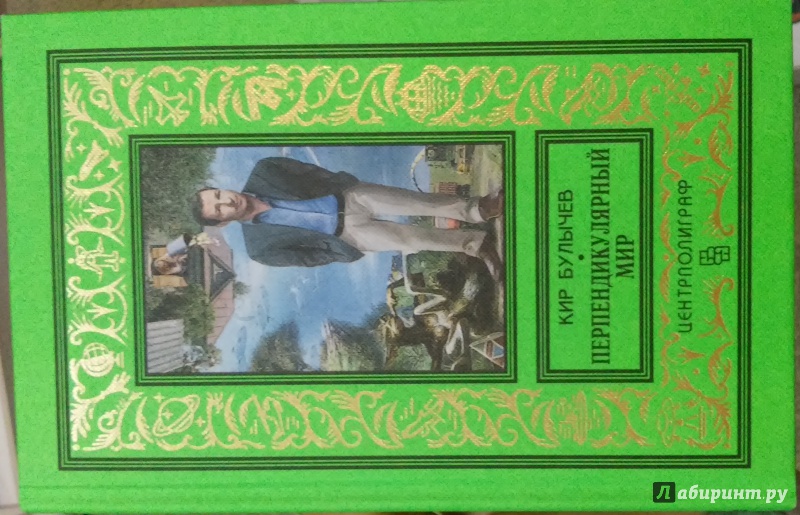 КИР БУЛЫЧЕВ
ПЕРПЕНДИКУЛЯРНЫЙ
МИР
ЦЕНТРПОЛИГРАФ
Лабиринт.ру